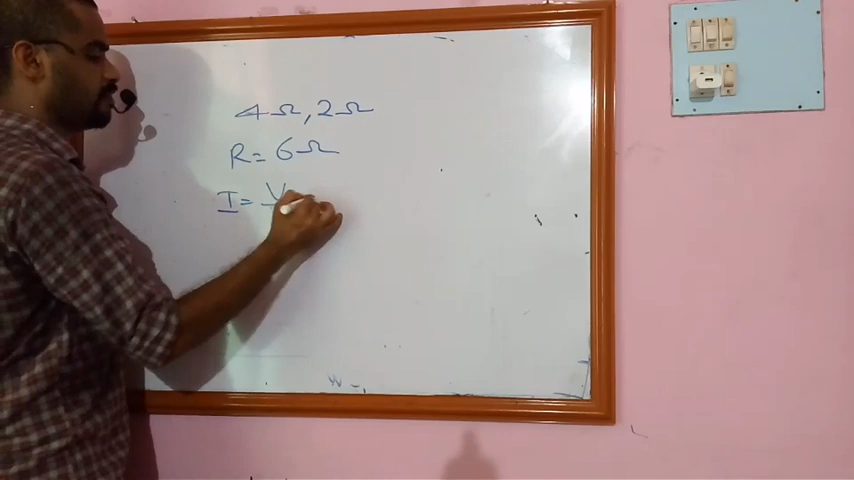 4Ω, 2Ω
R = 6Ω
I = V